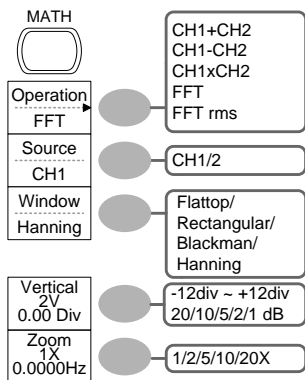 MATH
Operation
FFT
CH1+CH2
CH1-CH2
CH1xCH2
FFT
FFT rms
Source
CH1
CH1/2
Window
Hanning
Flattop/
Rectangular/
Blackman/
Hanning
Vertical
2V
0.00 Div
-12div ~ +12div
20/10/5/2/1 dB
Zoom
1X
0.0000Hz
1/2/5/10/20X